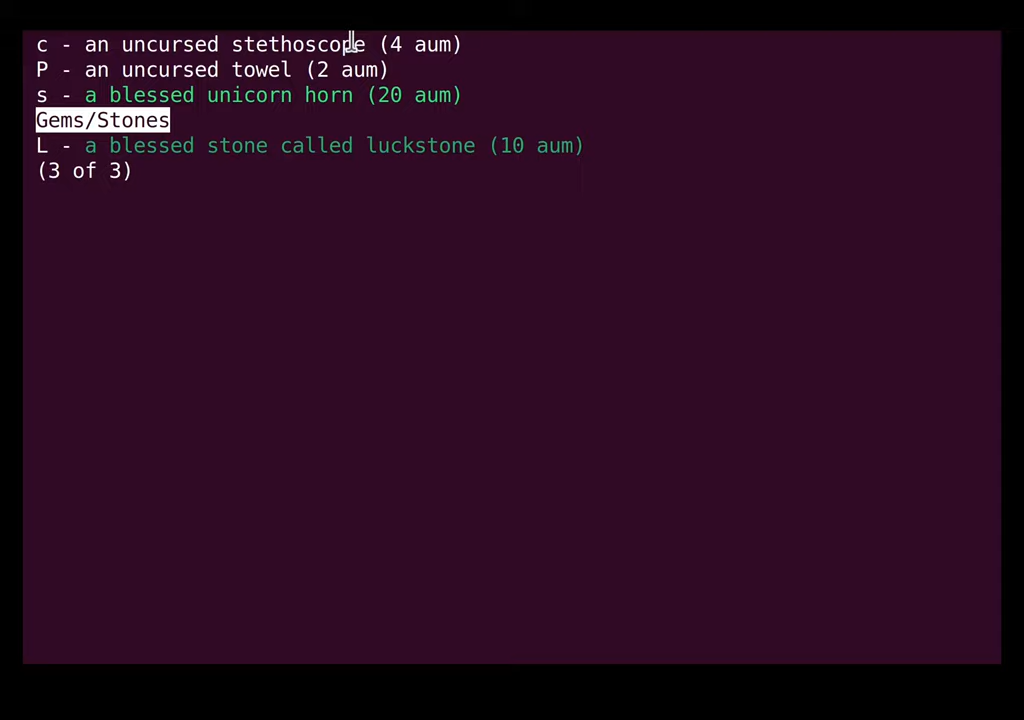 c - an uncursed stethoscope (4 aum)
P - an uncursed towel (2 aum)
s - a blessed unicorn horn (20 aum)
Gems/Stones
L - a blessed stone called luckstone (10 aum)
(3 of 3)